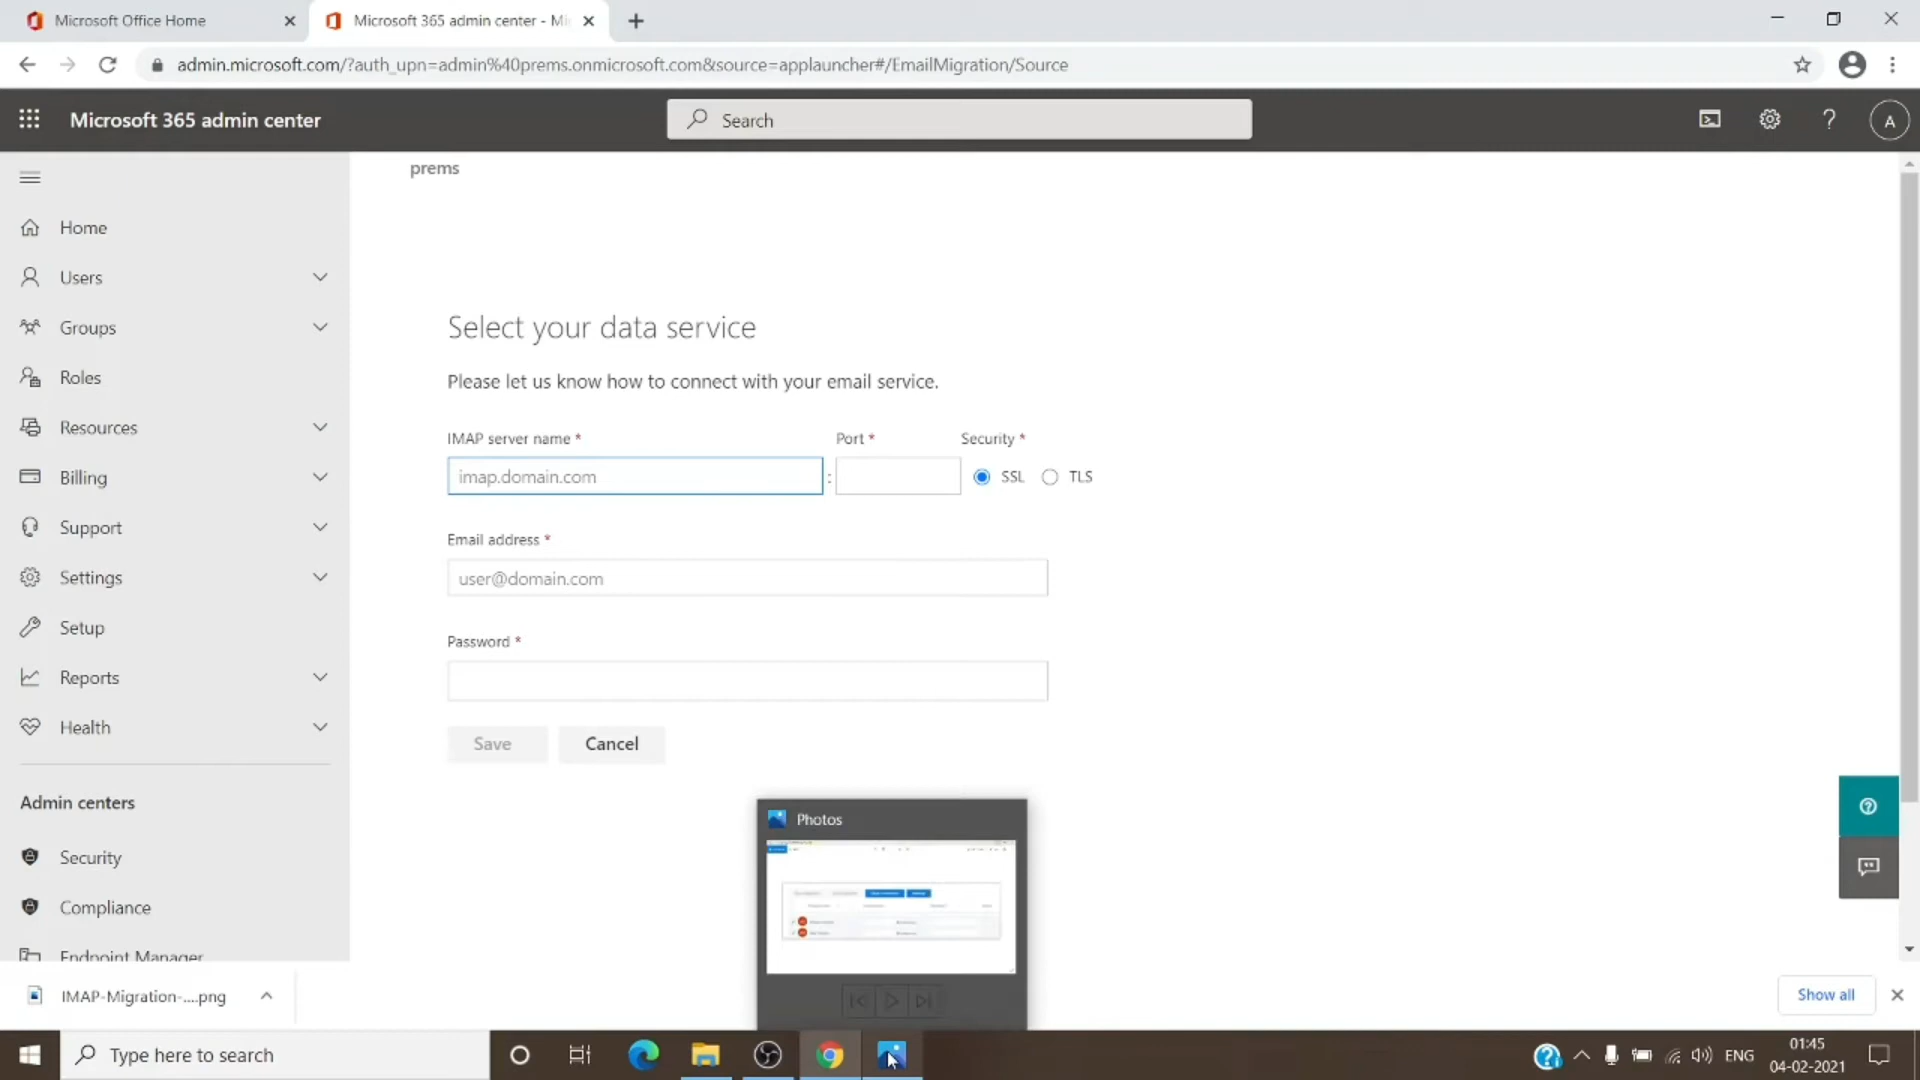 Microsoft Office Home
Microsoft 365 admin center - Mi
admin.microsoft.com/?auth_upn=admin%40prems.onmicrosoft.com&source=applauncher#/EmailMigration/Source
Microsoft 365 admin center
Search
A
prems
Home
Users
Groups
Roles
Resources
Billing
Support
Settings
Setup
Reports
Health
Admin centers
Security
Compliance
Endpoint Manager
Select your data service
Please let us know how to connect with your email service.
IMAP server name *
Port *
Security *
imap.domain.com
:
SSL
TLS
Email address *
user@domain.com
Password *
Save
Cancel
Photos
IMAP-Migration-....png
Show all
Type here to search
ENG
01:45
04-02-2021